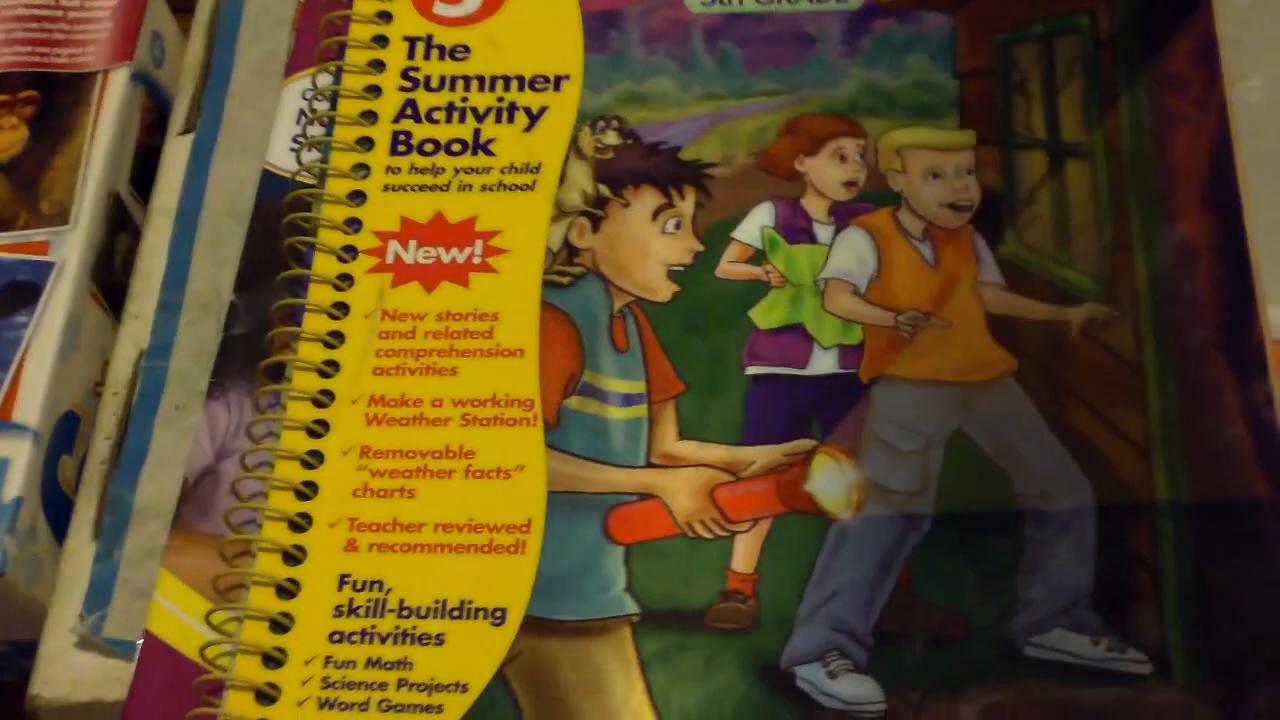 5TH GRADE
The
Summer
Activity
Book
to help your child
succeed in school
New!
✓New stories
and related
comprehension
activities
✓Make a working
Weather Station!
✓Removable
"weather facts"
charts
✓Teacher reviewed
& recommended!
Fun,
skill-building
activities
✓Fun Math
✓Science Projects
✓Word Games